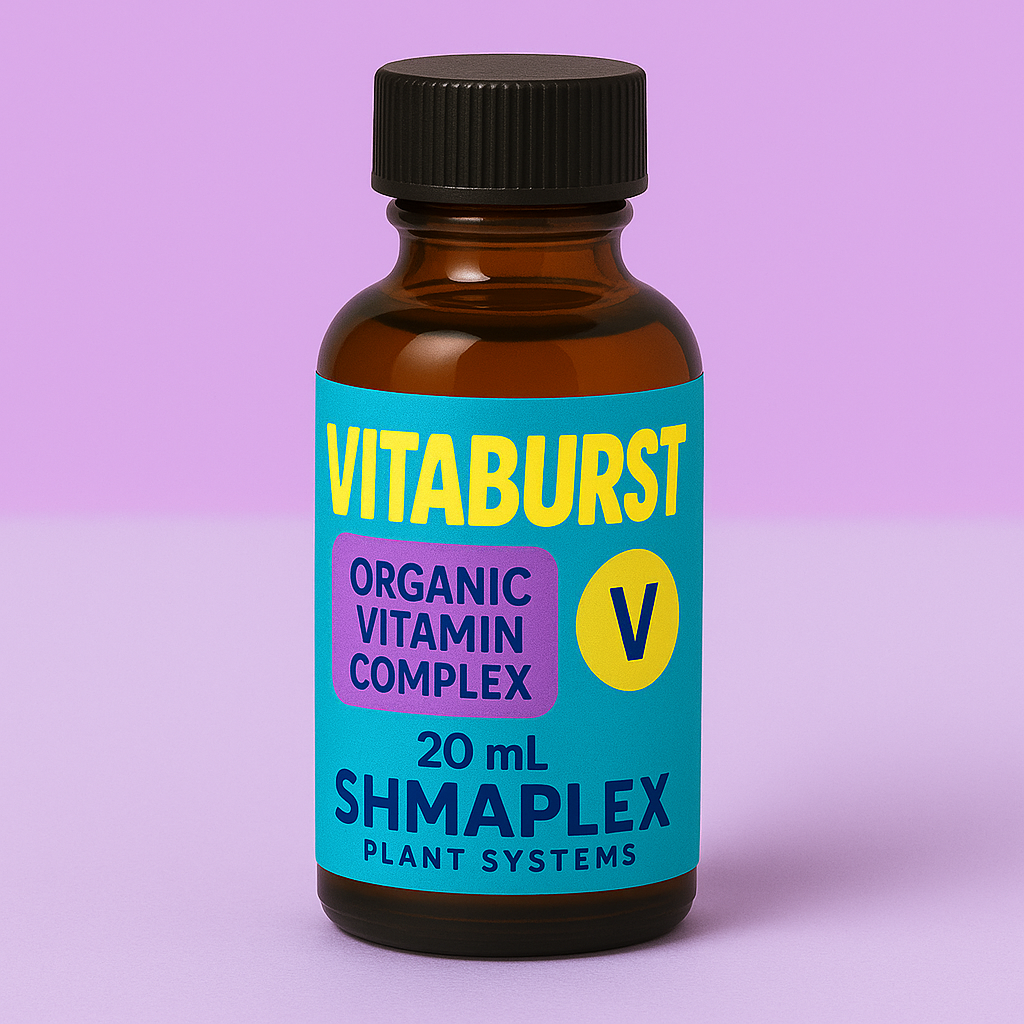 VITABURST
ORGANIC
VITAMIN
COMPLEX
V
20 mL
SHMAPLEX
PLANT SYSTEMS